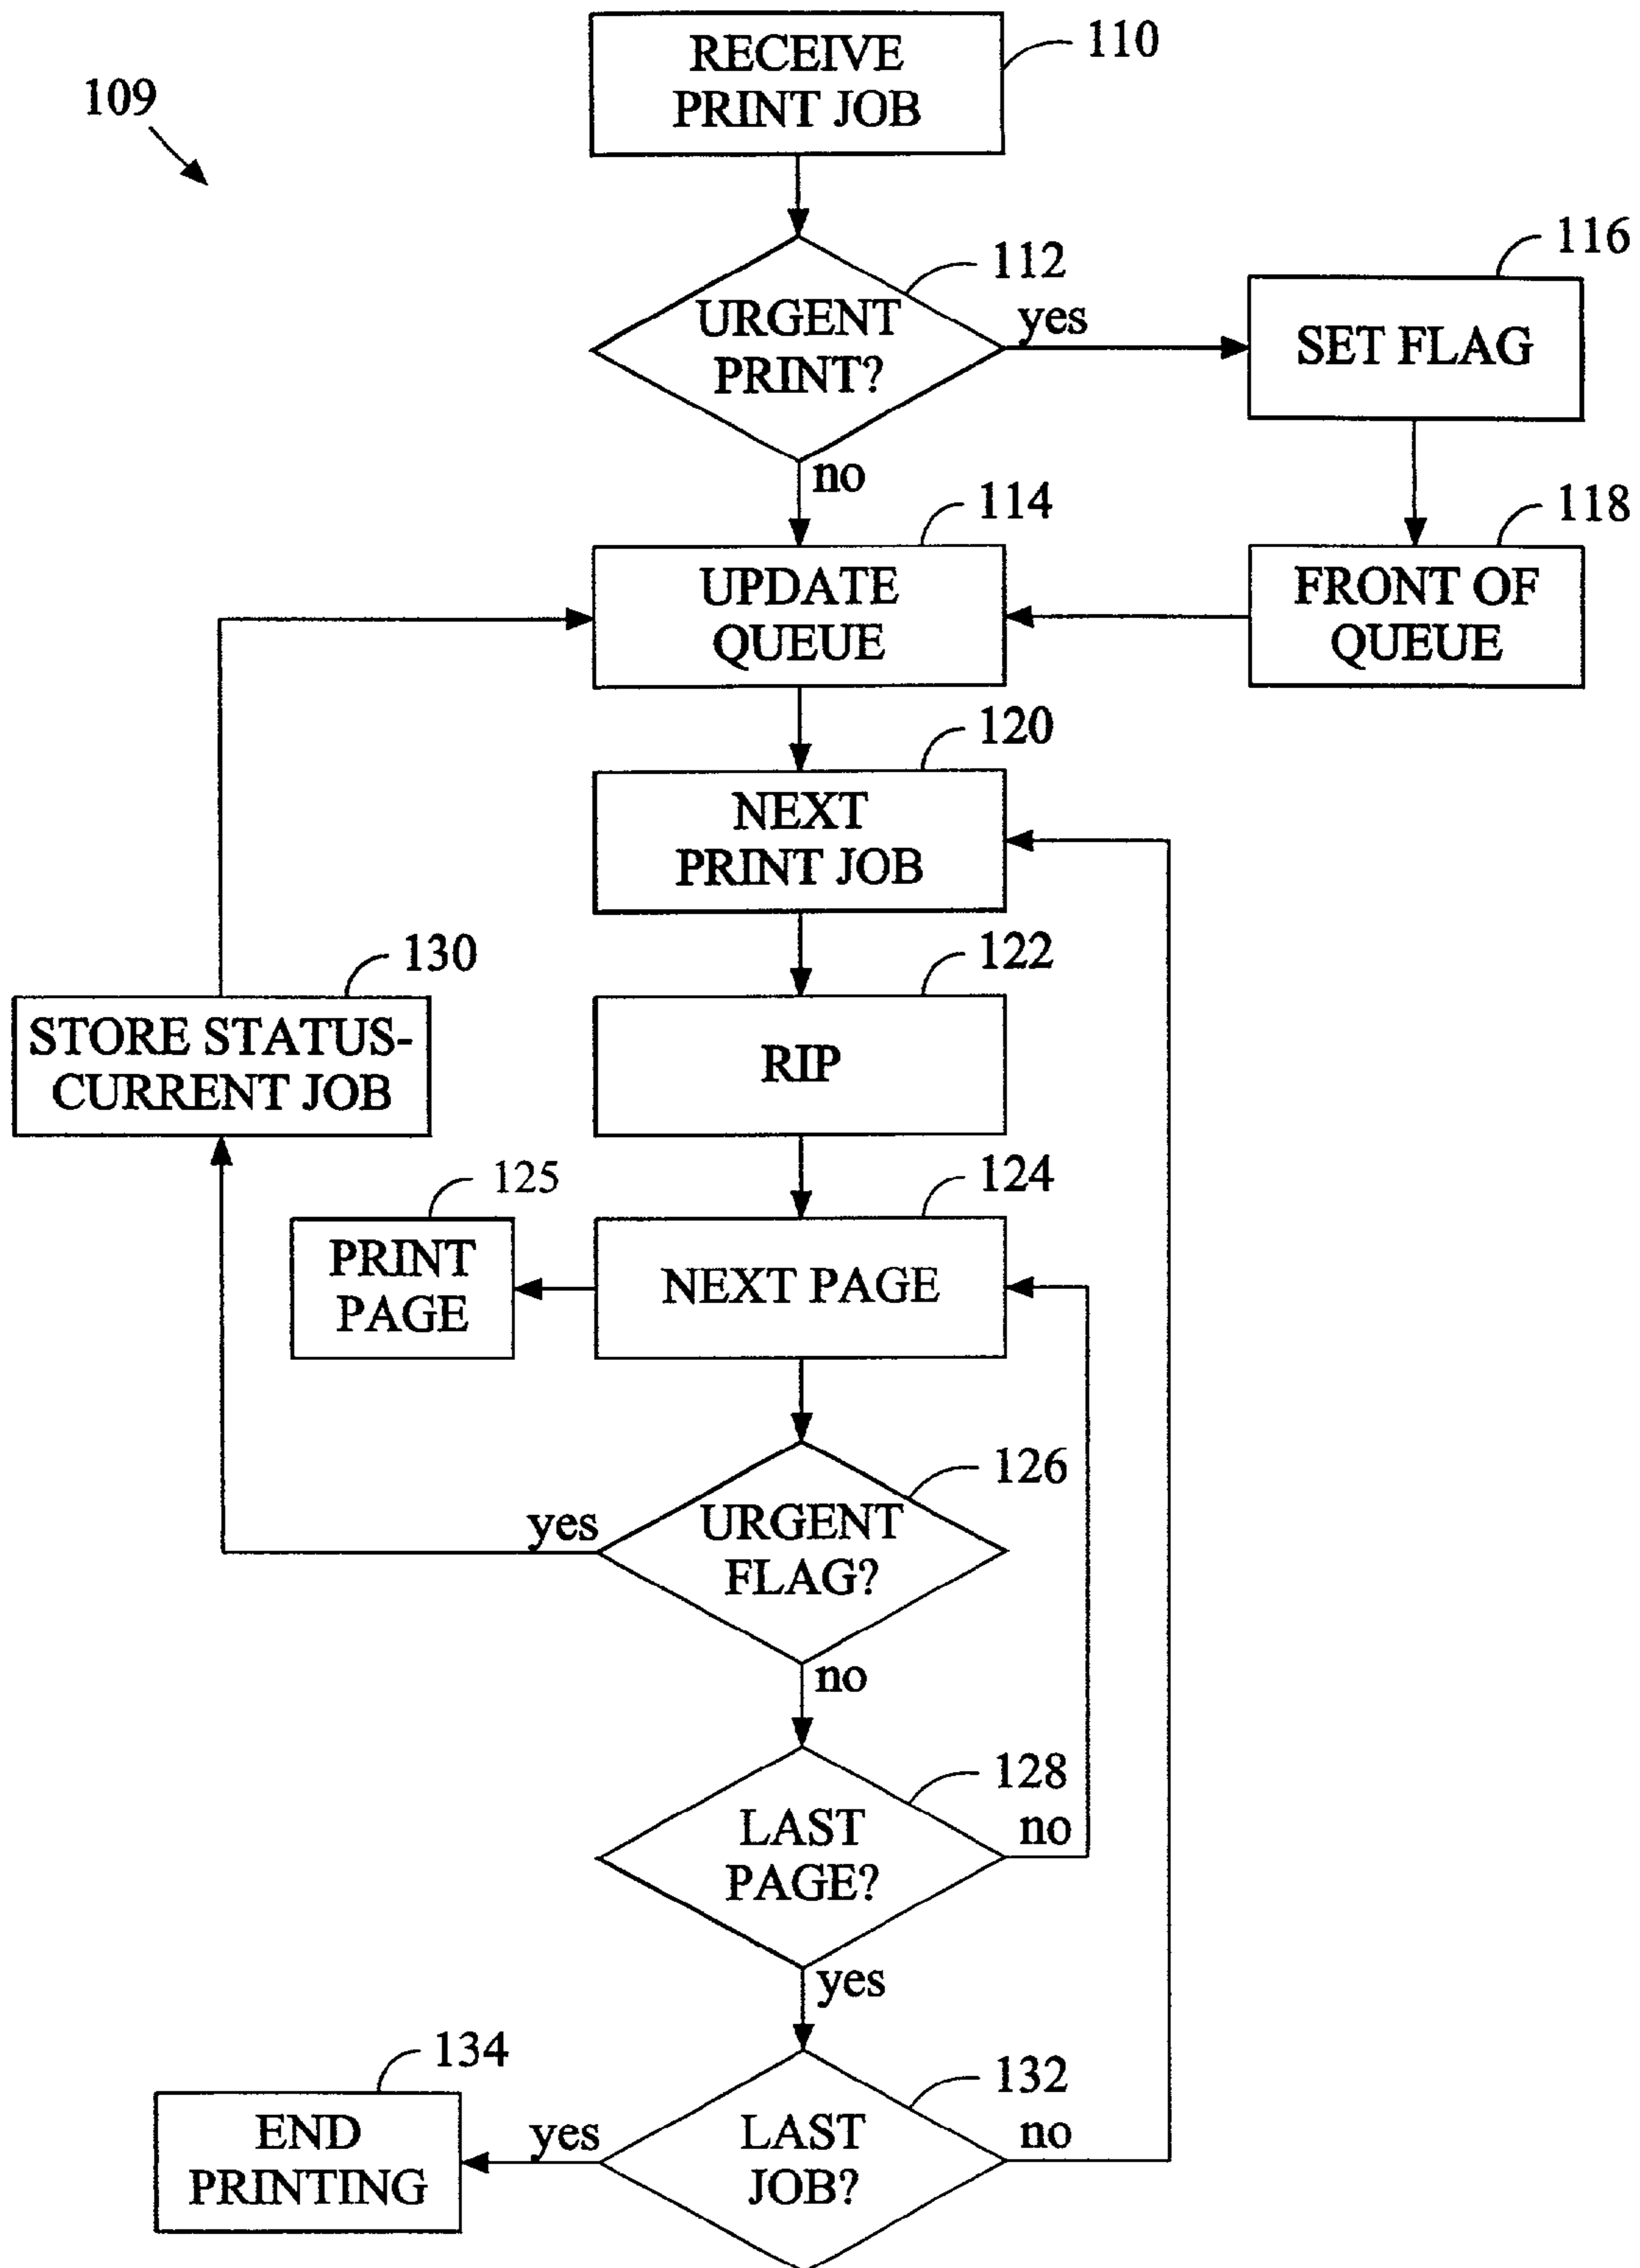 110
RECEIVE
PRINT JOB
109
112
116
URGENT
PRINT?
yes
SET FLAG
no
114
118
UPDATE
QUEUE
FRONT OF
QUEUE
120
NEXT
PRINT JOB
130
122
STORE STATUS-
CURRENT JOB
RIP
125
124
PRINT
PAGE
NEXT PAGE
126
yes
URGENT
FLAG?
no
128
LAST
PAGE?
no
yes
134
132
END
PRINTING
yes
LAST
JOB?
no